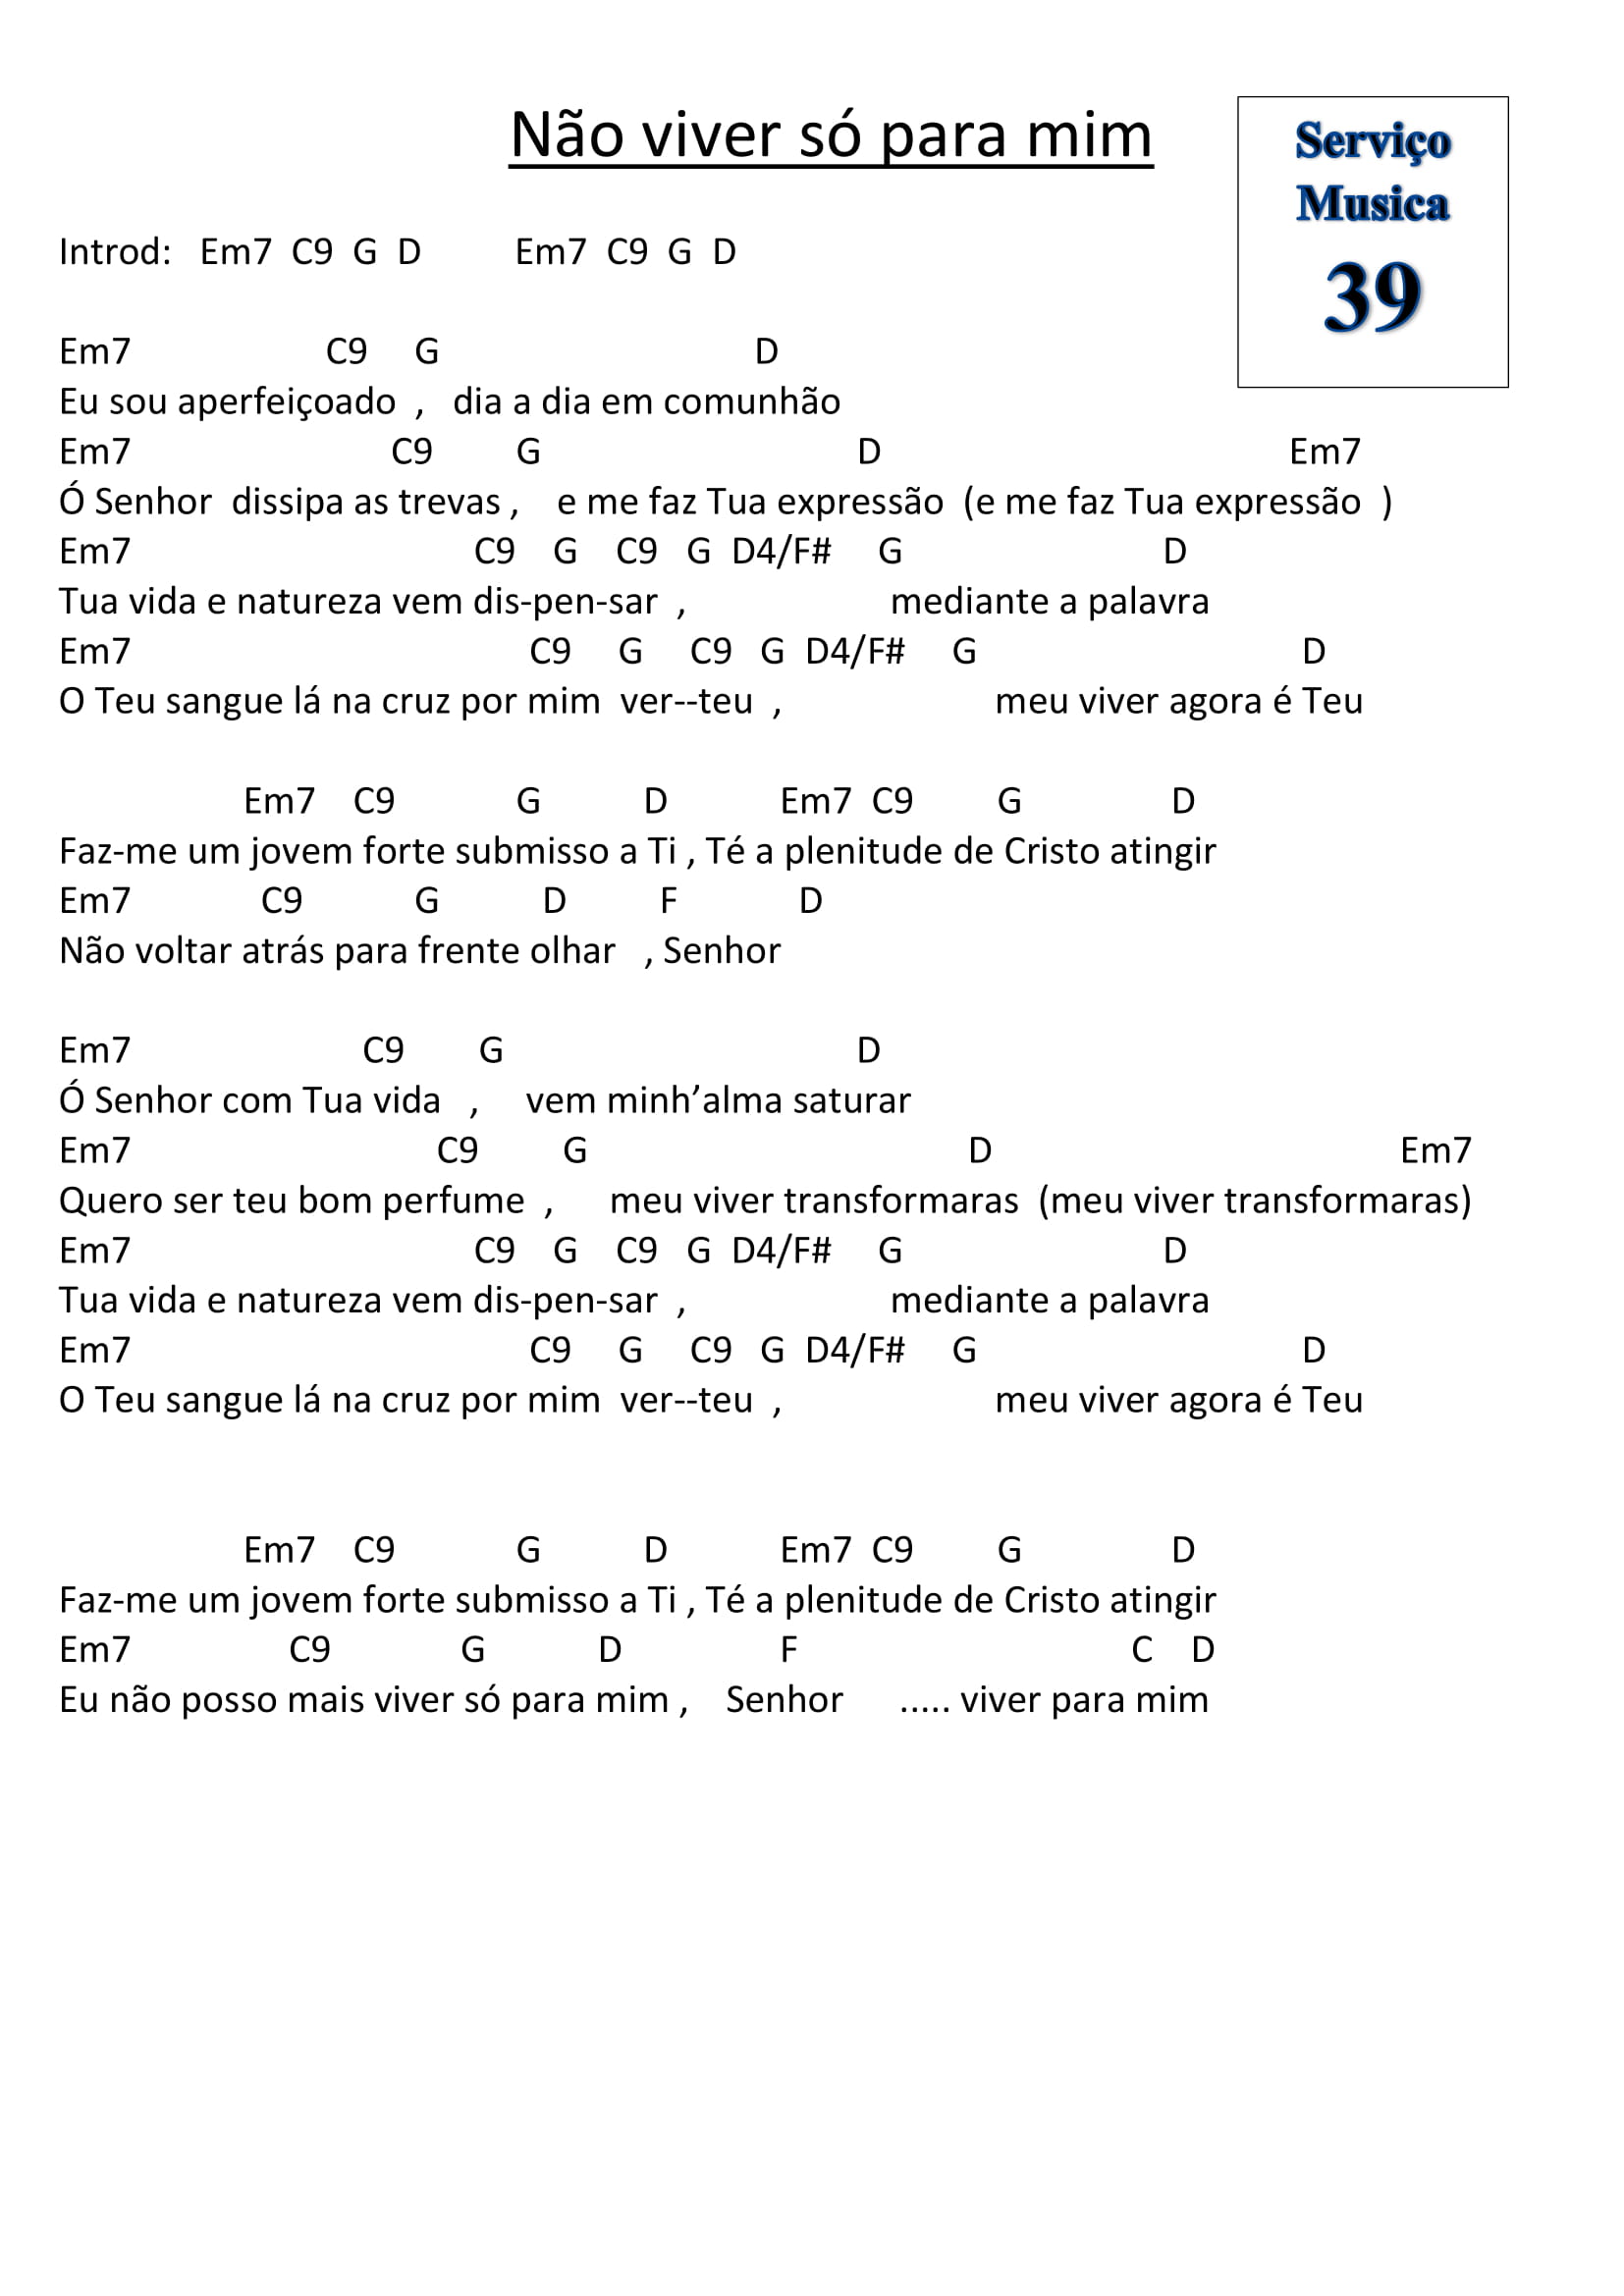 Não viver só para mim
Serviço
Musica
39
Introd: Em7 C9 G D Em7 C9 G D
Em7 C9 G D
Eu sou aperfeiçoado , dia a dia em comunhão
Em7 C9 G D Em7
Ó Senhor dissipa as trevas , e me faz Tua expressão (e me faz Tua expressão )
Em7 C9 G C9 G D4/F# G D
Tua vida e natureza vem dis-pen-sar , mediante a palavra
Em7 C9 G C9 G D4/F# G D
O Teu sangue lá na cruz por mim ver--teu , meu viver agora é Teu
Em7 C9 G D Em7 C9 G D
Faz-me um jovem forte submisso a Ti , Té a plenitude de Cristo atingir
Em7 C9 G D F D
Não voltar atrás para frente olhar , Senhor
Em7 C9 G D
Ó Senhor com Tua vida , vem minh’alma saturar
Em7 C9 G D Em7
Quero ser teu bom perfume , meu viver transformaras (meu viver transformaras)
Em7 C9 G C9 G D4/F# G D
Tua vida e natureza vem dis-pen-sar , mediante a palavra
Em7 C9 G C9 G D4/F# G D
O Teu sangue lá na cruz por mim ver--teu , meu viver agora é Teu
Em7 C9 G D Em7 C9 G D
Faz-me um jovem forte submisso a Ti , Té a plenitude de Cristo atingir
Em7 C9 G D F C D
Eu não posso mais viver só para mim , Senhor ..... viver para mim